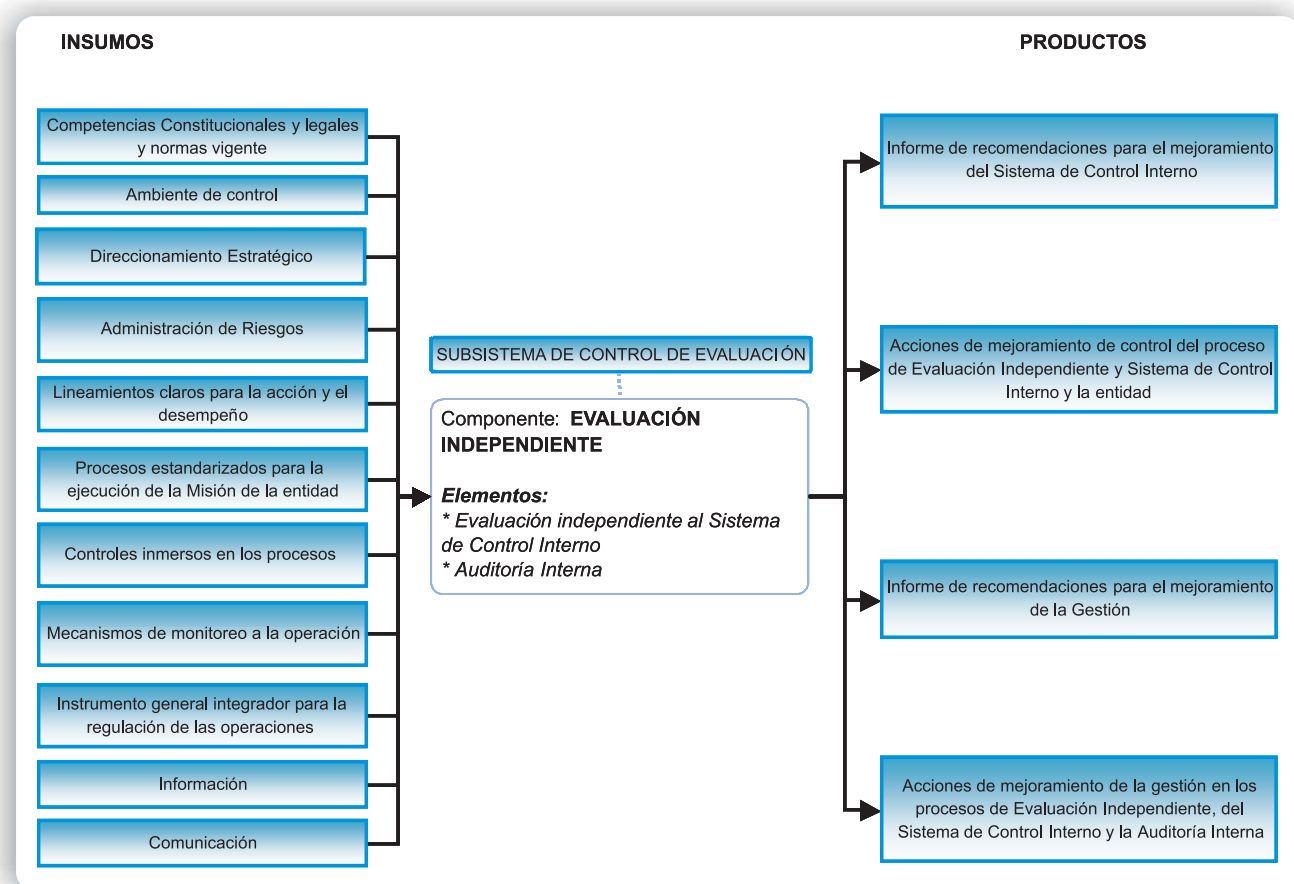 INSUMOS
Competencias Constitucionales y legales
y normas vigente
Ambiente de control
Direccionamiento Estratégico
Administración de Riesgos
Lineamientos claros para la acción y el
desempeño
Procesos estandarizados para la
ejecución de la Misión de la entidad
Controles inmersos en los procesos
Mecanismos de monitoreo a la operación
Instrumento general integrador para la
regulación de las operaciones
Información
Comunicación
SUBSISTEMA DE CONTROL DE EVALUACIÓN
Componente: EVALUACIÓN
INDEPENDIENTE
Elementos:
* Evaluación independiente al Sistema
de Control Interno
* Auditoría Interna
PRODUCTOS
Informe de recomendaciones para el mejoramiento
del Sistema de Control Interno
Acciones de mejoramiento de control del proceso
de Evaluación Independiente y Sistema de Control
Interno y la entidad
Informe de recomendaciones para el mejoramiento
de la Gestión
Acciones de mejoramiento de la gestión en los
procesos de Evaluación Independiente, del
Sistema de Control Interno y la Auditoría Interna